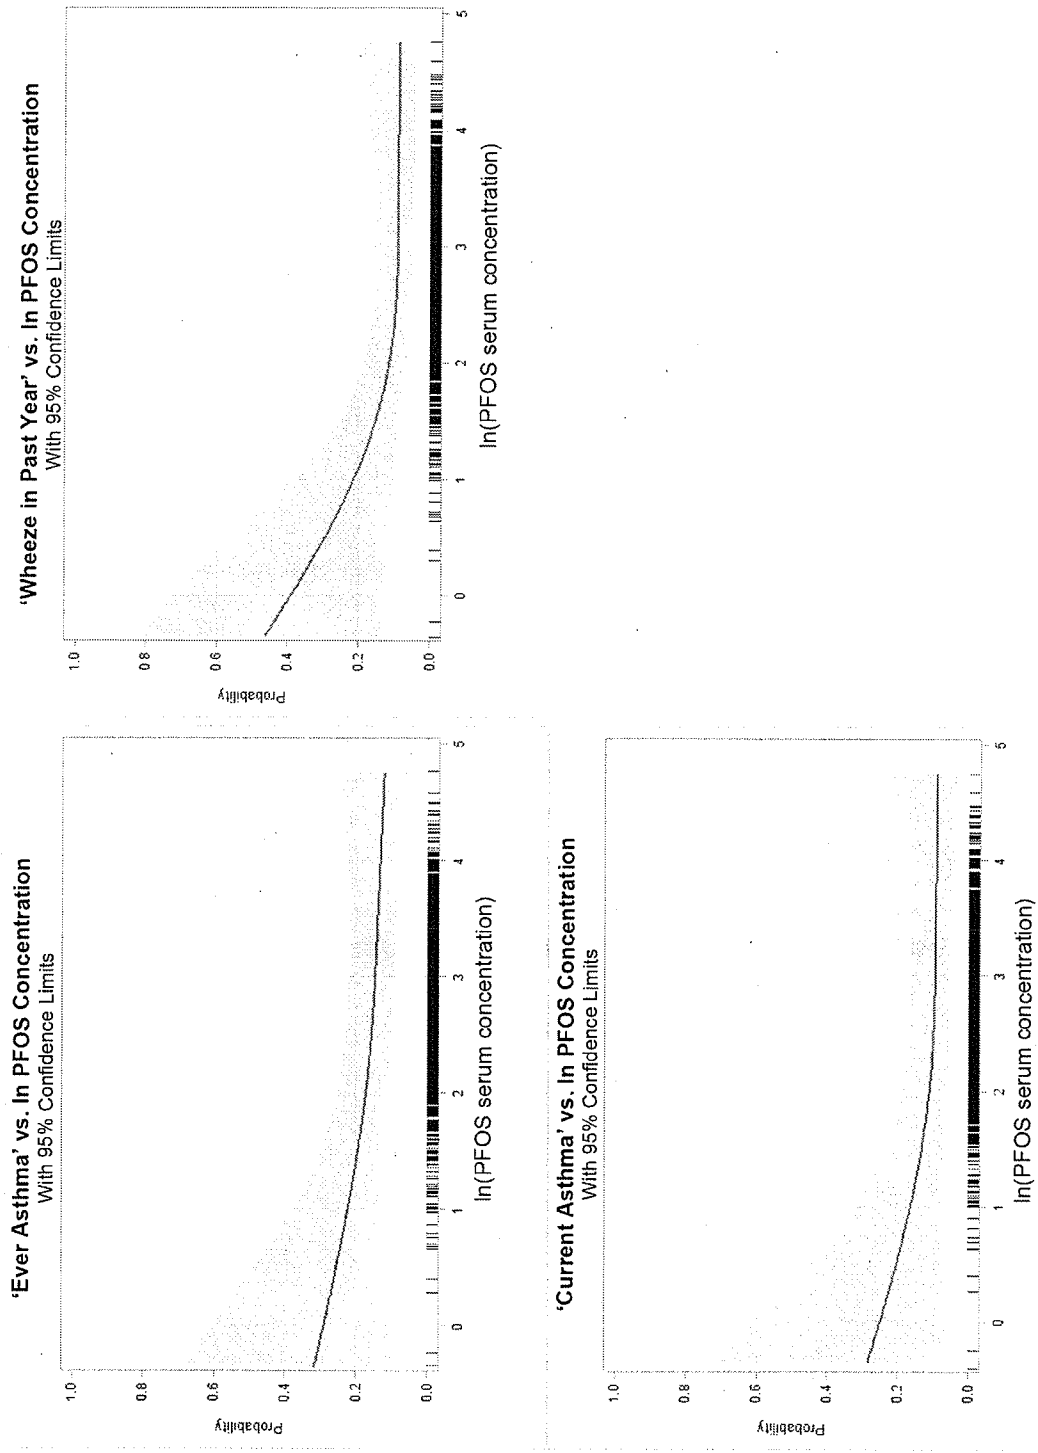 'Ever Asthma' vs. ln PFOS Concentration
With 95% Confidence Limits
1.0
0.8
0.6
0.4
0.2
0.0
Probability
0 1 2 3 4 5
ln(PFOS serum concentration)
'Wheeze in Past Year' vs. ln PFOS Concentration
With 95% Confidence Limits
1.0
0.8
0.6
0.4
0.2
0.0
Probability
0 1 2 3 4 5
ln(PFOS serum concentration)
'Current Asthma' vs. ln PFOS Concentration
With 95% Confidence Limits
1.0
0.8
0.6
0.4
0.2
0.0
Probability
0 1 2 3 4 5
ln(PFOS serum concentration)